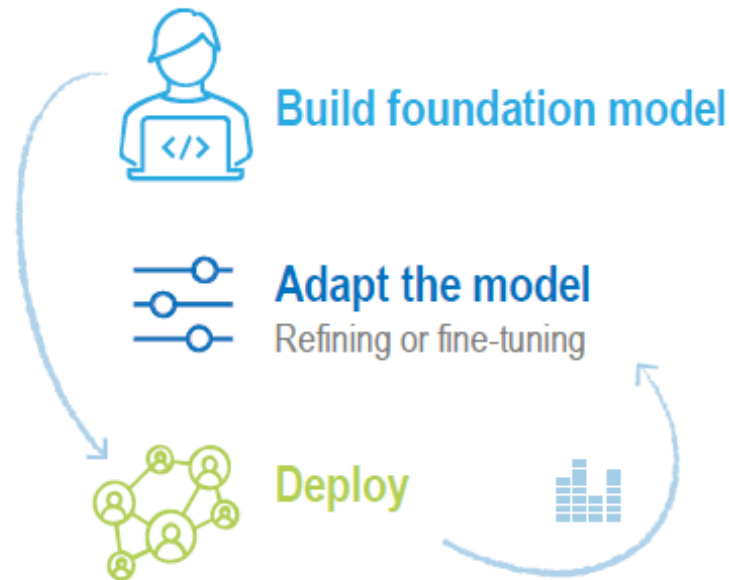 </>
Build foundation model
Adapt the model
Refining or fine-tuning
Deploy